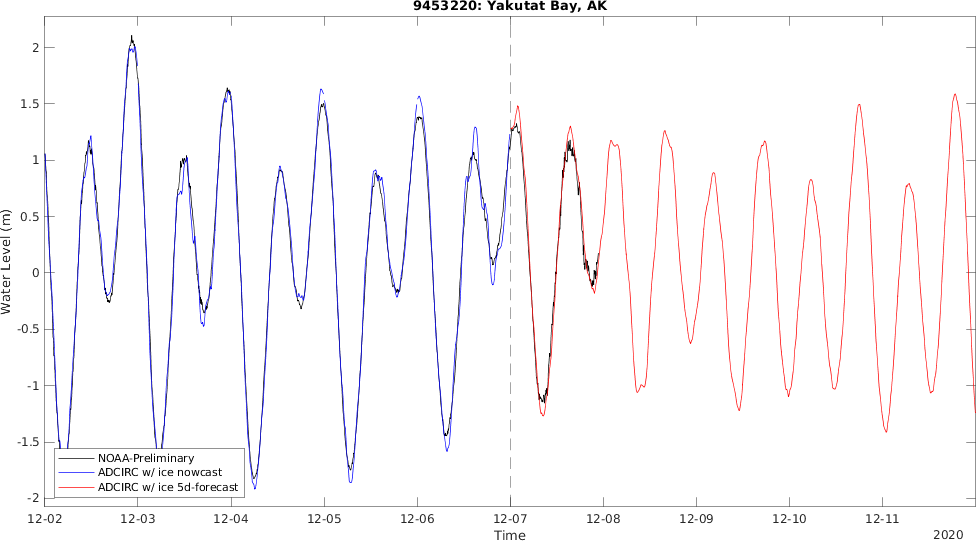 9453220: Yakutat Bay, AK
Water Level (m)
2
1.5
1
0.5
0
-0.5
-1
-1.5
-2
NOAA-Preliminary
ADCIRC w/ ice nowcast
ADCIRC w/ ice 5d-forecast
12-02 12-03 12-04 12-05 12-06 12-07 12-08 12-09 12-10 12-11
Time
2020